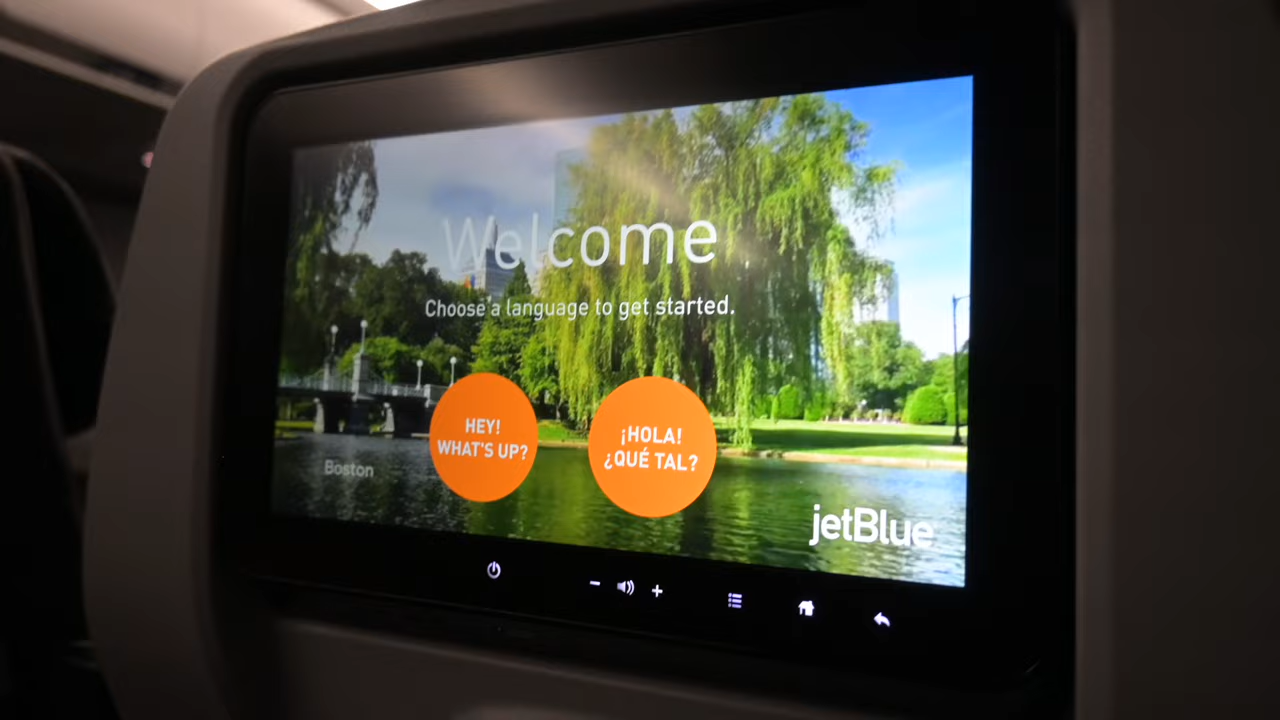 Welcome
Choose a language to get started.
HEY!
WHAT'S UP?
¡HOLA!
¿QUÉ TAL?
Boston
jetBlue